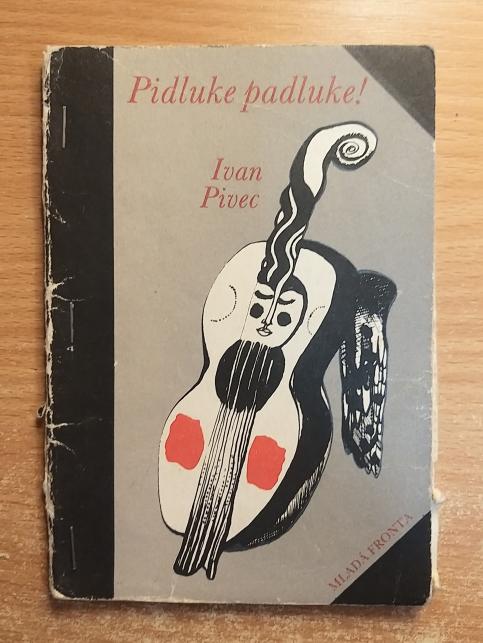 Pidluke padluke!
Ivan
Pivec
MLADÁ FRONTA